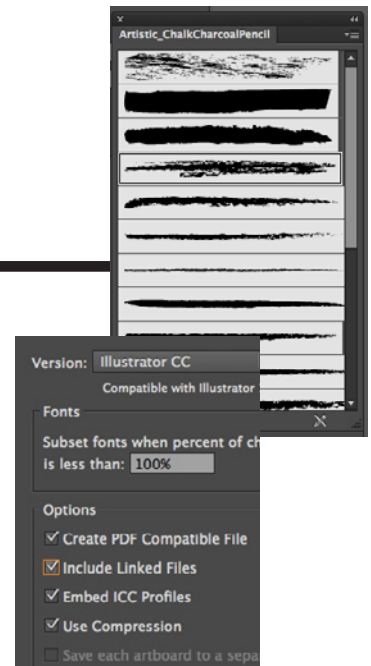 Artistic_ChalkCharcoalPencil
Version: Illustrator CC
Compatible with Illustrator
Fonts
Subset fonts when percent of ch
is less than: 100%
Options
Create PDF Compatible File
Include Linked Files
Embed ICC Profiles
Use Compression
Save each artboard to a sepa